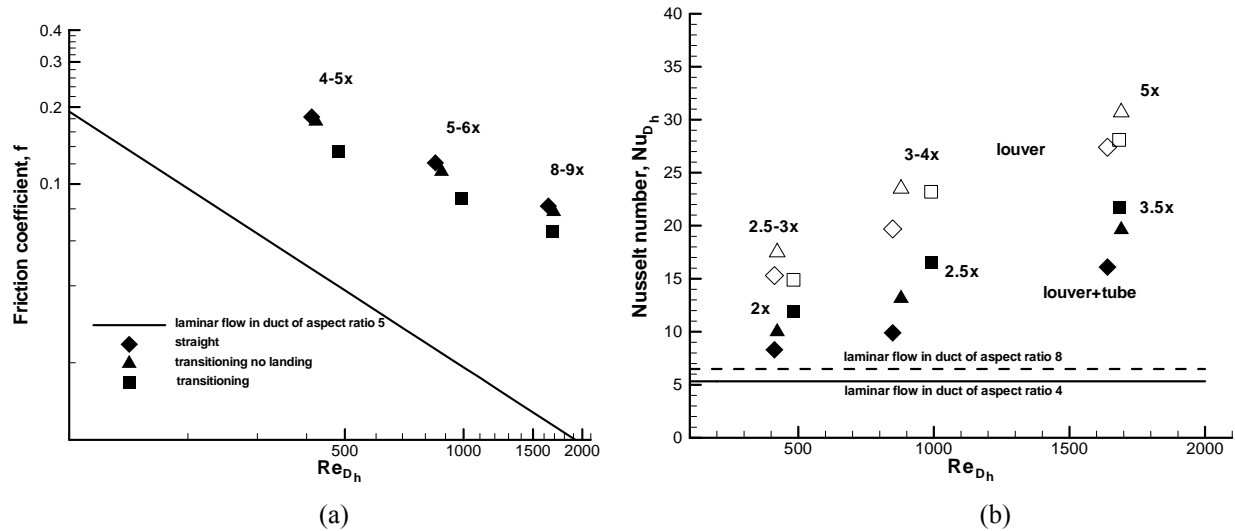 0.4
0.3
0.2
0.1
Friction coefficient, f
4-5x
5-6x
8-9x
laminar flow in duct of aspect ratio 5
straight
transitioning no landing
transitioning
500 1000 1500 2000
Re_{D_h}
(a)
40
35
30
25
20
15
10
5
0
Nusselt number, Nu_{D_h}
5x
louver
3-4x
2.5-3x
3.5x
2.5x
louver+tube
2x
laminar flow in duct of aspect ratio 8
laminar flow in duct of aspect ratio 4
500 1000 1500 2000
Re_{D_h}
(b)